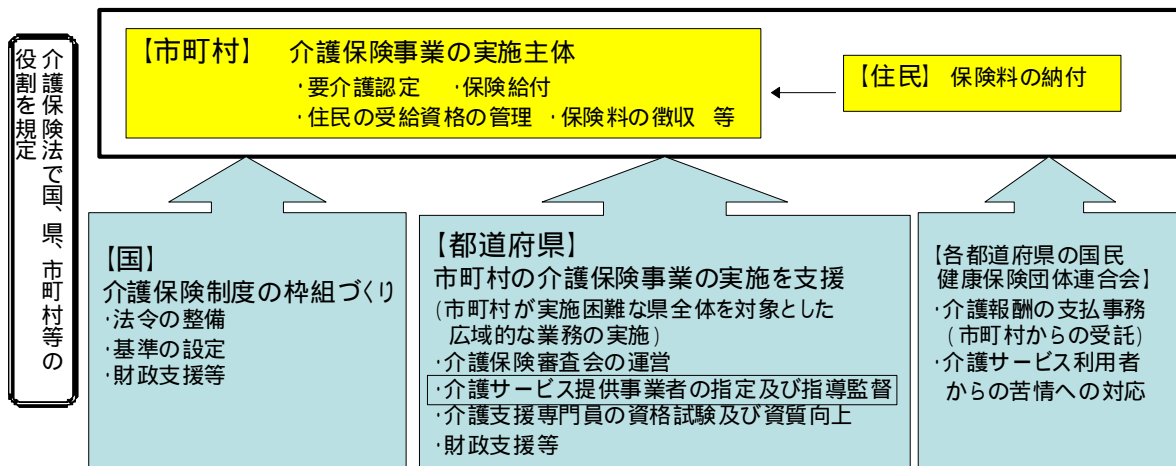 介護保険法で国、県、市町村等の
役割を規定
【市町村】 介護保険事業の実施主体
・要介護認定 ・保険給付
・住民の受給資格の管理 ・保険料の徴収 等
【住民】 保険料の納付
【国】
介護保険制度の枠組づくり
・法令の整備
・基準の設定
・財政支援等
【都道府県】
市町村の介護保険事業の実施を支援
(市町村が実施困難な県全体を対象とした
広域的な業務の実施)
・介護保険審査会の運営
・介護サービス提供事業者の指定及び指導監督
・介護支援専門員の資格試験及び資質向上
・財政支援等
【各都道府県の国民
健康保険団体連合会】
・介護報酬の支払事務
(市町村からの受託)
・介護サービス利用者
からの苦情への対応